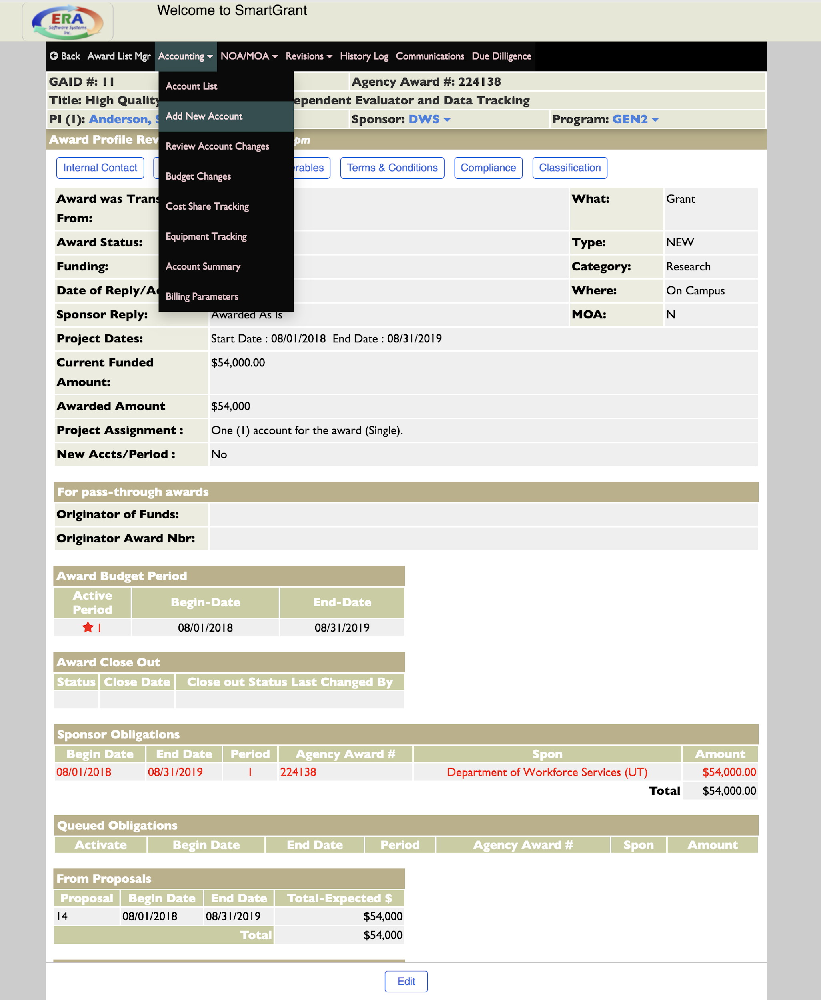 ERA
Software Systems
Inc.
Welcome to SmartGrant
Back Award List Mgr Accounting NOA/MOA Revisions History Log Communications Due Dilligence
Account List
Add New Account
Review Account Changes
Budget Changes
Cost Share Tracking
Equipment Tracking
Account Summary
Billing Parameters
GAID #: 11 Agency Award #: 224138
Title: High Quality Evaluator and Data Tracking
PI (1): Anderson, Sponsor: DWS Program: GEN2
Award Profile pm
Internal Contact Terms & Conditions Compliance Classification
Award was
From: What: Grant
Award Status: Type: NEW
Funding: Category: Research
Date of Where: On Campus
Sponsor Reply: Awarded As Is MOA: N
Project Dates: Start Date : 08/01/2018 End Date : 08/31/2019
Current Funded
Amount: $54,000.00
Awarded Amount $54,000
Project Assignment : One (1) account for the award (Single).
New Accts/Period : No
For pass-through awards
Originator of Funds:
Originator Award Nbr:
Award Budget Period
Active
Period Begin-Date End-Date
1 08/01/2018 08/31/2019
Award Close Out
Status Close Date Close out Status Last Changed By
Sponsor Obligations
Begin Date End Date Period Agency Award # Spon Amount
08/01/2018 08/31/2019 1 224138 Department of Workforce Services (UT) $54,000.00
Total $54,000.00
Queued Obligations
Activate Begin Date End Date Period Agency Award # Spon Amount
From Proposals
Proposal Begin Date End Date Total-Expected $
14 08/01/2018 08/31/2019 $54,000
Total $54,000
Edit